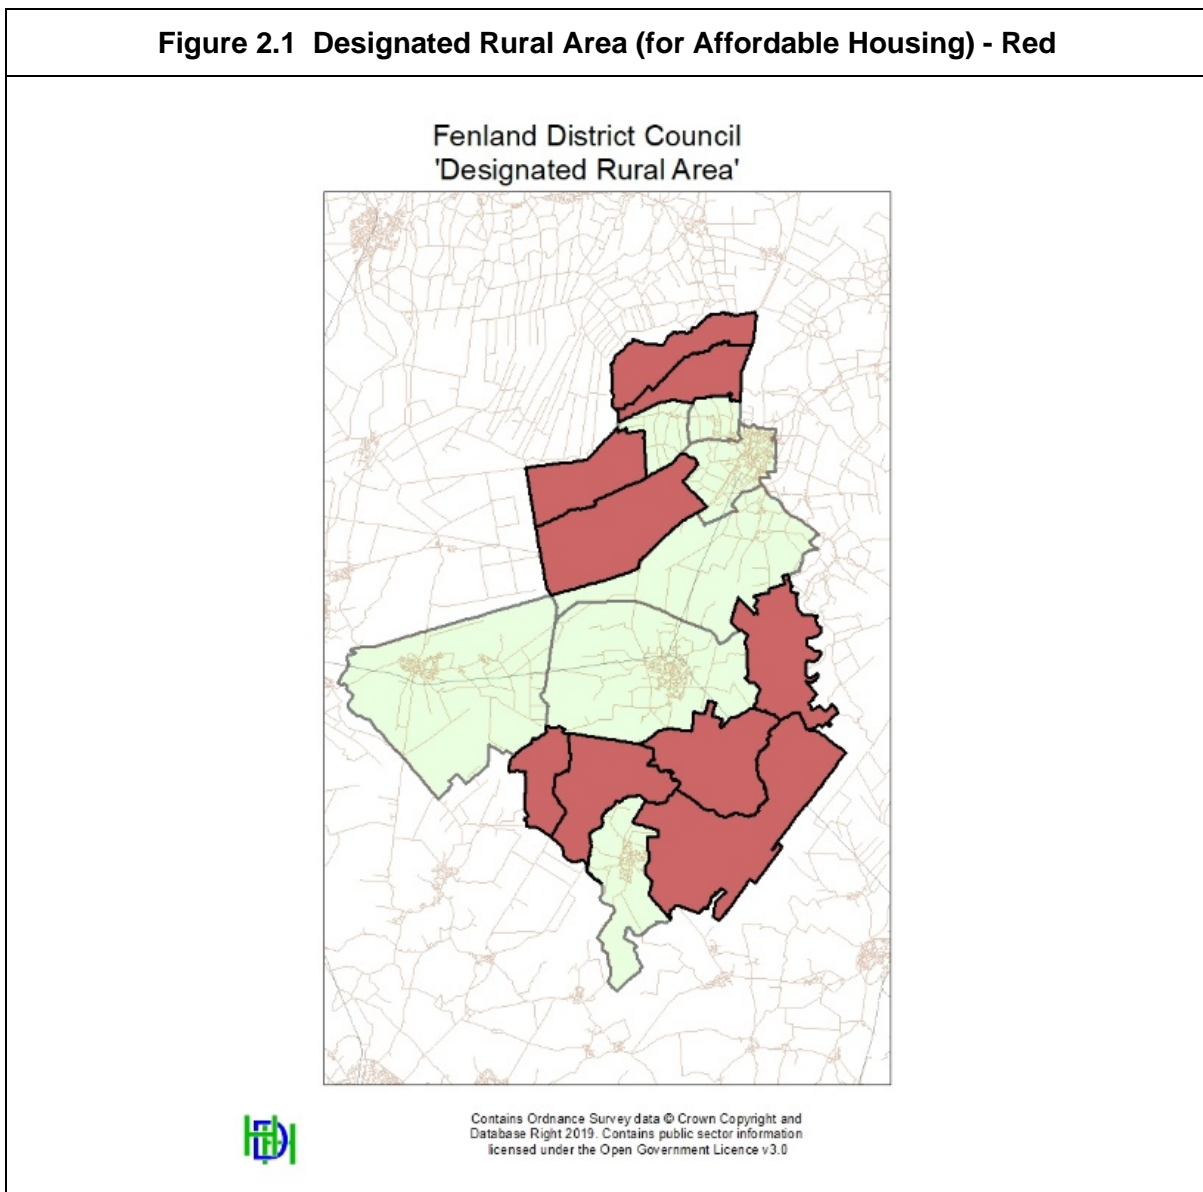 Figure 2.1  Designated Rural Area (for Affordable Housing) - Red
Fenland District Council
'Designated Rural Area'
HDH
Contains Ordnance Survey data © Crown Copyright and
Database Right 2019. Contains public sector information
licensed under the Open Government Licence v3.0